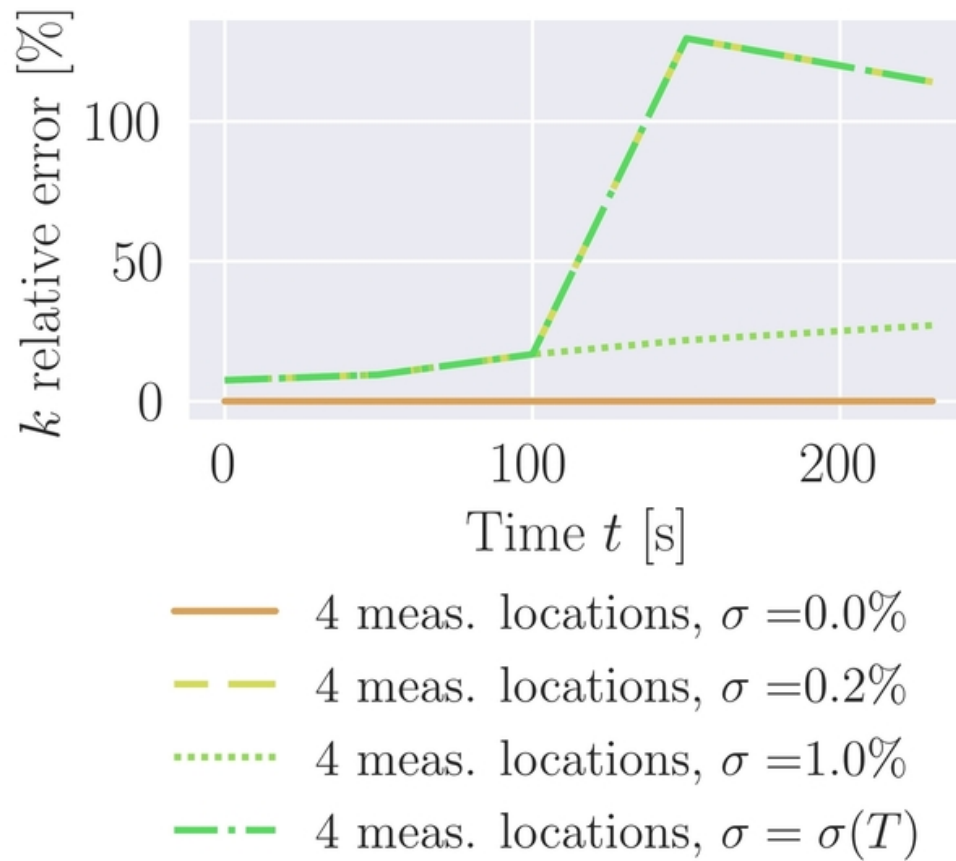 k relative error [%]
100
50
0
0 100 200
Time t [s]
4 meas. locations, σ =0.0%
4 meas. locations, σ =0.2%
4 meas. locations, σ =1.0%
4 meas. locations, σ = σ(T)